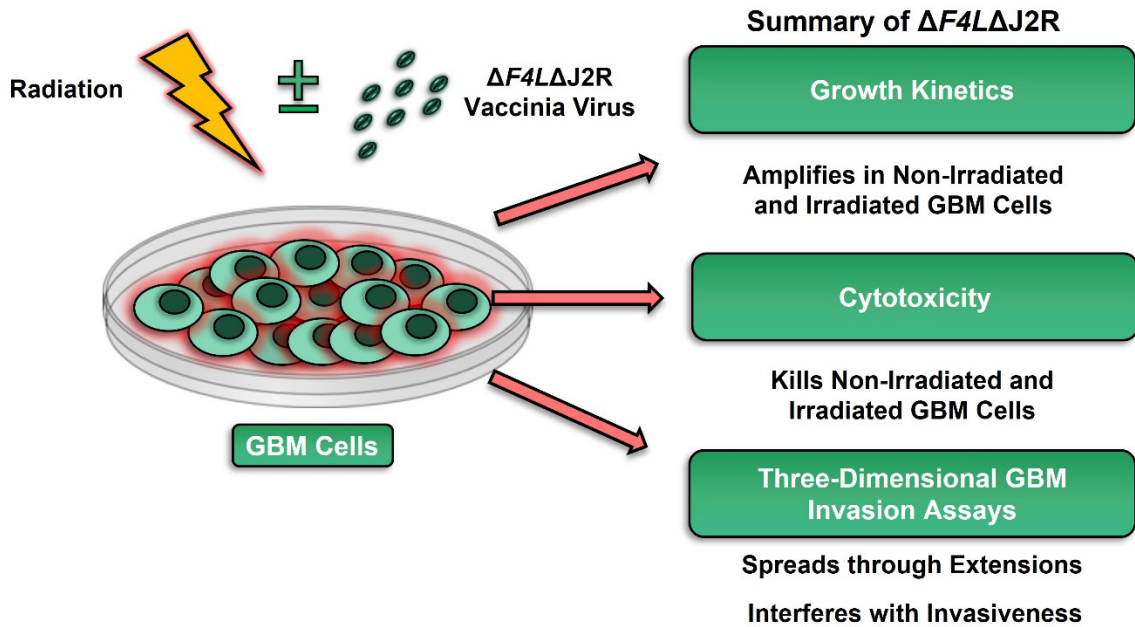 Radiation
±
ΔF4LΔJ2R
Vaccinia Virus
GBM Cells
Summary of ΔF4LΔJ2R
Growth Kinetics
Amplifies in Non-Irradiated
and Irradiated GBM Cells
Cytotoxicity
Kills Non-Irradiated and
Irradiated GBM Cells
Three-Dimensional GBM
Invasion Assays
Spreads through Extensions
Interferes with Invasiveness